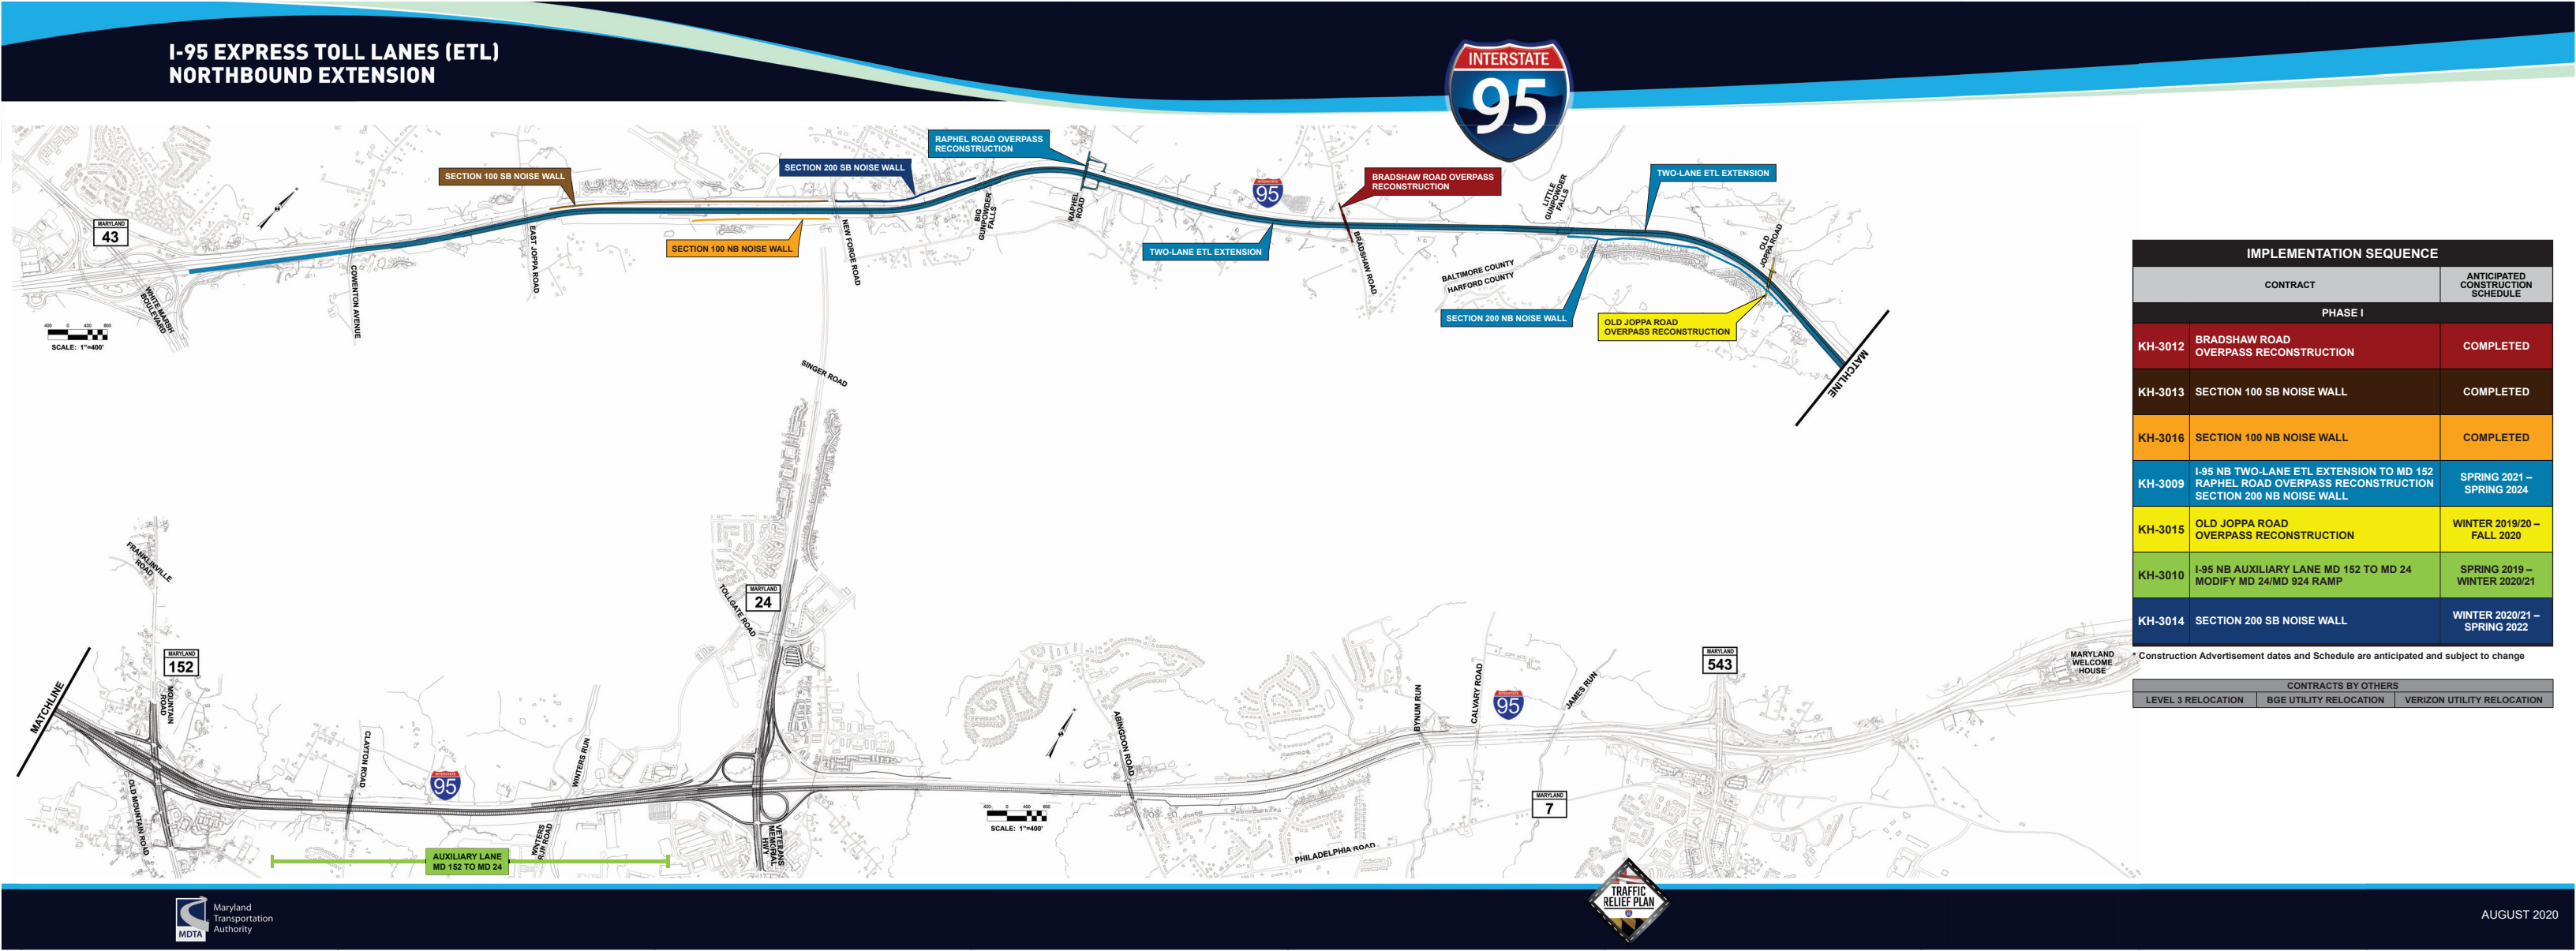 I-95 EXPRESS TOLL LANES (ETL)
NORTHBOUND EXTENSION
INTERSTATE
95
RAPHEL ROAD OVERPASS
RECONSTRUCTION
SECTION 200 SB NOISE WALL
SECTION 100 SB NOISE WALL
BRADSHAW ROAD OVERPASS
RECONSTRUCTION
TWO-LANE ETL EXTENSION
MARYLAND
43
95
SECTION 100 NB NOISE WALL
TWO-LANE ETL EXTENSION
SECTION 200 NB NOISE WALL
OLD JOPPA ROAD
OVERPASS RECONSTRUCTION
WHITE MARSH
BOULEVARD
COWENTON AVENUE
EAST JOPPA ROAD
NEW FORGE ROAD
BIG
GUNPOWDER
FALLS
RAPHEL
ROAD
BRADSHAW ROAD
LITTLE
GUNPOWDER
FALLS
BALTIMORE COUNTY
HARFORD COUNTY
OLD
JOPPA ROAD
MATCHLINE
400 0 400 800
SCALE: 1"=400'
SINGER ROAD
FRANKLINVILLE
ROAD
MARYLAND
152
MOUNTAIN
ROAD
MATCHLINE
OLD MOUNTAIN ROAD
CLAYTON ROAD
INTERSTATE
95
WINTERS RUN
WINTERS
RUN ROAD
AUXILIARY LANE
MD 152 TO MD 24
TOLLGATE ROAD
MARYLAND
24
VETERANS
MEMORIAL
HWY
400 0 400 800
SCALE: 1"=400'
ABINGDON ROAD
PHILADELPHIA ROAD
BYNUM RUN
CALVARY ROAD
INTERSTATE
95
JAMES RUN
MARYLAND
7
MARYLAND
543
MARYLAND
WELCOME
HOUSE
IMPLEMENTATION SEQUENCE
CONTRACT
ANTICIPATED
CONSTRUCTION
SCHEDULE
PHASE I
KH-3012 BRADSHAW ROAD
OVERPASS RECONSTRUCTION
COMPLETED
KH-3013 SECTION 100 SB NOISE WALL COMPLETED
KH-3016 SECTION 100 NB NOISE WALL COMPLETED
KH-3009 I-95 NB TWO-LANE ETL EXTENSION TO MD 152
RAPHEL ROAD OVERPASS RECONSTRUCTION
SECTION 200 NB NOISE WALL
SPRING 2021 –
SPRING 2024
KH-3015 OLD JOPPA ROAD
OVERPASS RECONSTRUCTION
WINTER 2019/20 –
FALL 2020
KH-3010 I-95 NB AUXILIARY LANE MD 152 TO MD 24
MODIFY MD 24/MD 924 RAMP
SPRING 2019 –
WINTER 2020/21
KH-3014 SECTION 200 SB NOISE WALL
WINTER 2020/21 –
SPRING 2022
* Construction Advertisement dates and Schedule are anticipated and subject to change
CONTRACTS BY OTHERS
LEVEL 3 RELOCATION BGE UTILITY RELOCATION VERIZON UTILITY RELOCATION
MDTA
Maryland
Transportation
Authority
TRAFFIC
RELIEF PLAN
AUGUST 2020